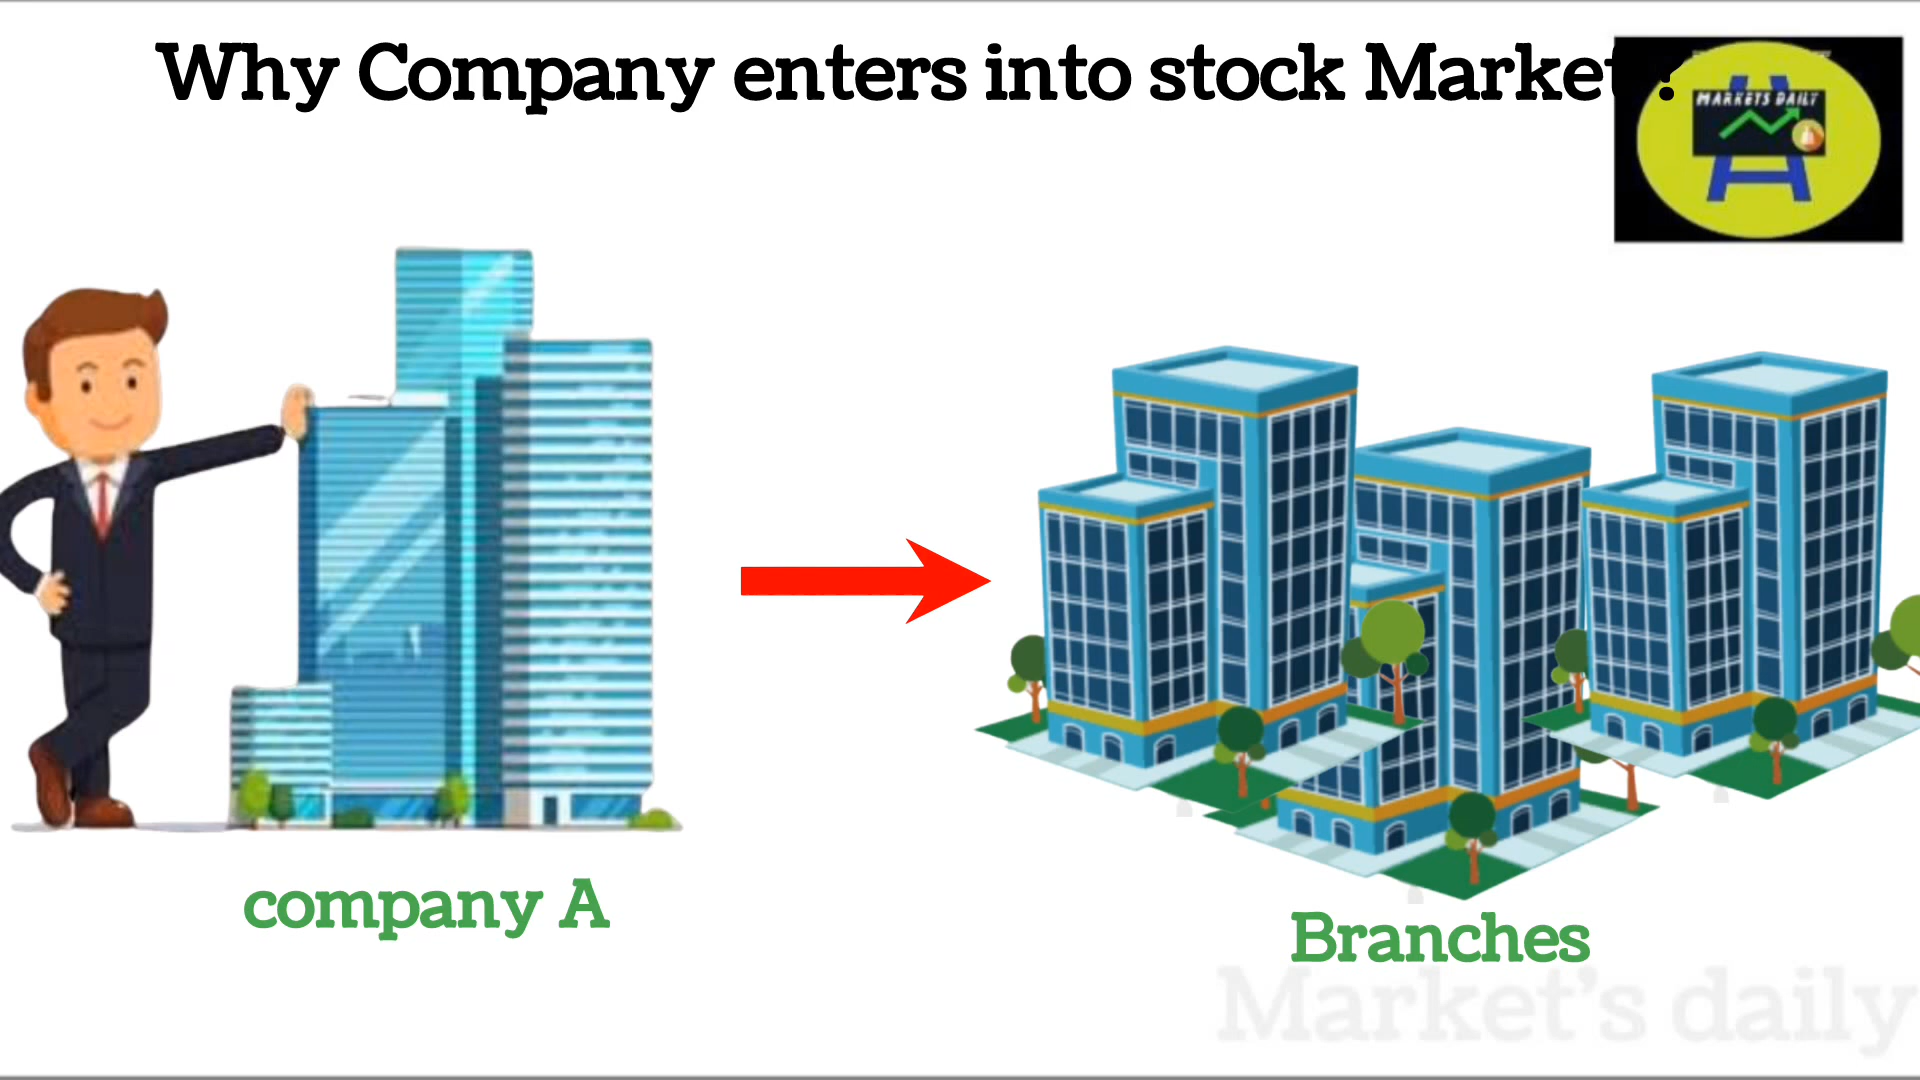 Why Company enters into stock Market ?
MARKETS DAILY
company A
Branches
Market's daily